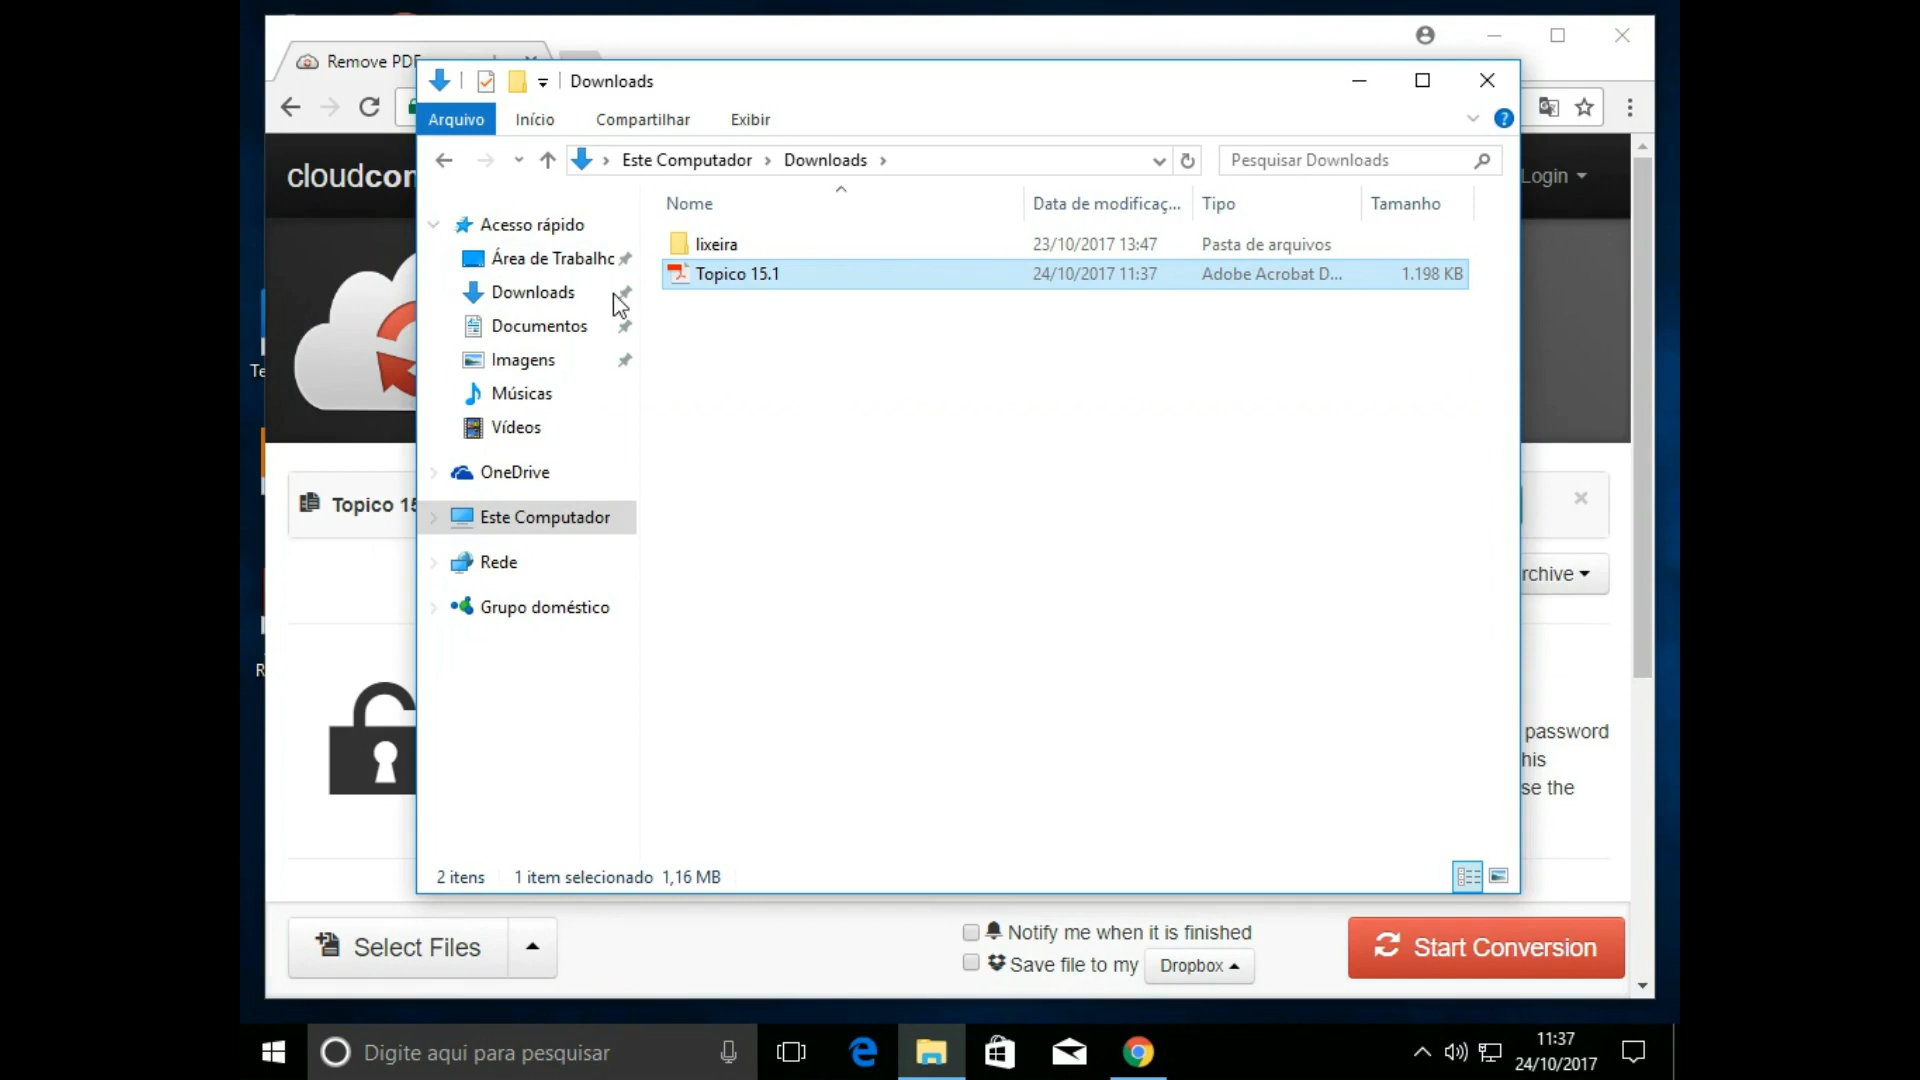 Remove PDF
Downloads
Arquivo
Início
Compartilhar
Exibir
Este Computador
Downloads
Pesquisar Downloads
cloudcon
Login
Nome
Data de modificaç...
Tipo
Tamanho
Acesso rápido
Área de Trabalho
Downloads
Documentos
Imagens
Músicas
Vídeos
OneDrive
Este Computador
Rede
Grupo doméstico
lixeira
23/10/2017 13:47
Pasta de arquivos
Topico 15.1
24/10/2017 11:37
Adobe Acrobat D...
1.198 KB
Te
Topico 15
rchive
R
password
his
se the
2 itens
1 item selecionado 1,16 MB
Select Files
Notify me when it is finished
Save file to my
Dropbox
Start Conversion
Digite aqui para pesquisar
11:37
24/10/2017